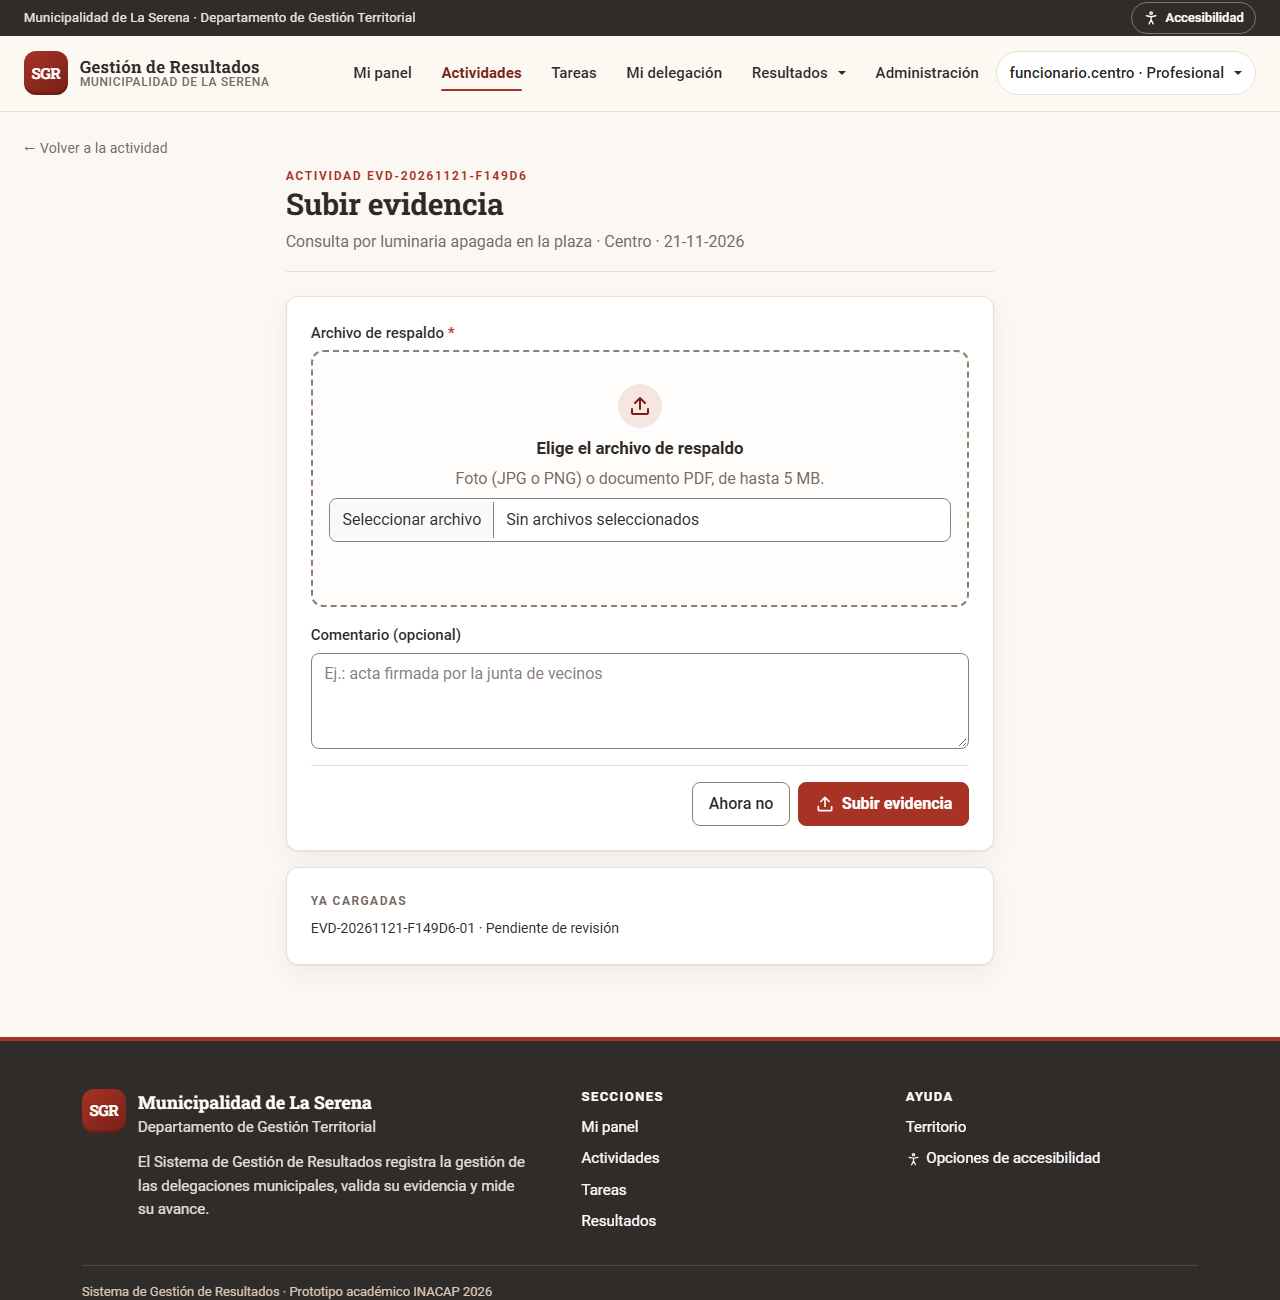 Municipalidad de La Serena · Departamento de Gestión Territorial
Accesibilidad
SGR
Gestión de Resultados
MUNICIPALIDAD DE LA SERENA
Mi panel
Actividades
Tareas
Mi delegación
Resultados
Administración
funcionario.centro · Profesional
← Volver a la actividad
ACTIVIDAD EVD-20261121-F149D6
Subir evidencia
Consulta por luminaria apagada en la plaza · Centro · 21-11-2026
Archivo de respaldo *
Elige el archivo de respaldo
Foto (JPG o PNG) o documento PDF, de hasta 5 MB.
Seleccionar archivo
Sin archivos seleccionados
Comentario (opcional)
Ej.: acta firmada por la junta de vecinos
Ahora no
Subir evidencia
YA CARGADAS
EVD-20261121-F149D6-01 · Pendiente de revisión
SGR
Municipalidad de La Serena
Departamento de Gestión Territorial
El Sistema de Gestión de Resultados registra la gestión de
las delegaciones municipales, valida su evidencia y mide
su avance.
SECCIONES
Mi panel
Actividades
Tareas
Resultados
AYUDA
Territorio
Opciones de accesibilidad
Sistema de Gestión de Resultados · Prototipo académico INACAP 2026